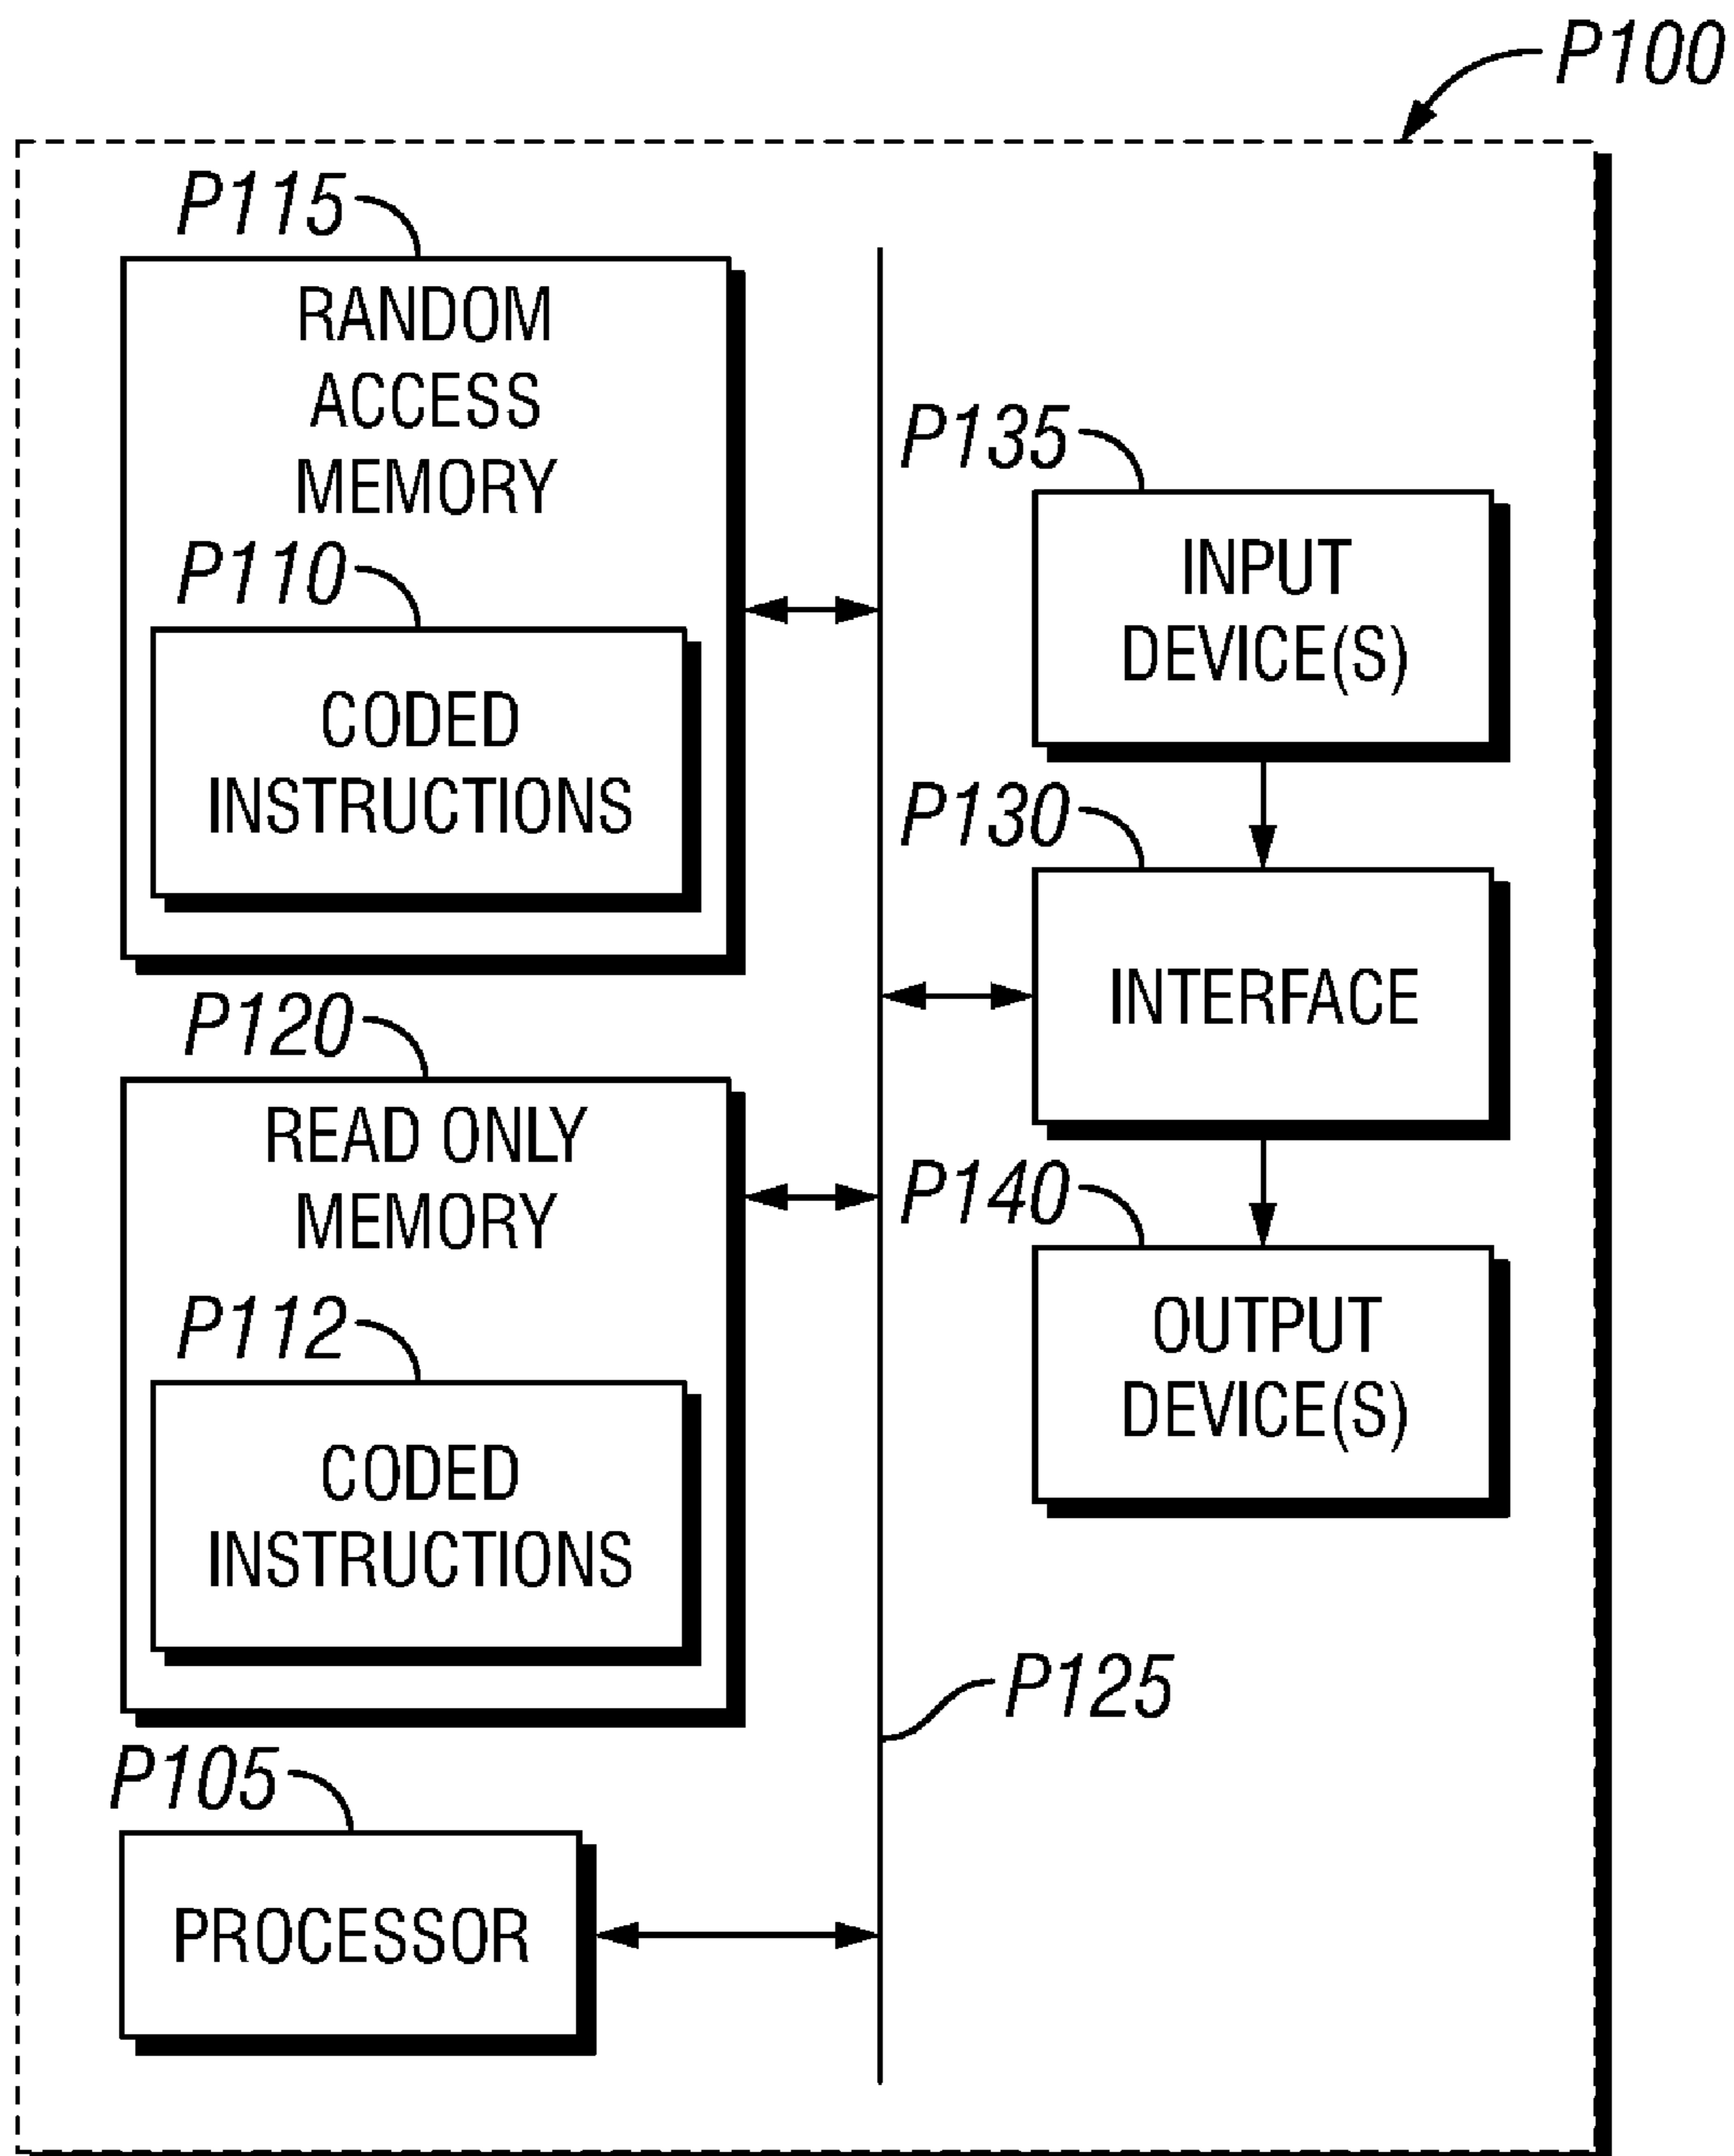 P100
P115
RANDOM
ACCESS
MEMORY
P110
CODED
INSTRUCTIONS
P120
READ ONLY
MEMORY
P112
CODED
INSTRUCTIONS
P105
PROCESSOR
P135
INPUT
DEVICE(S)
P130
INTERFACE
P140
OUTPUT
DEVICE(S)
P125